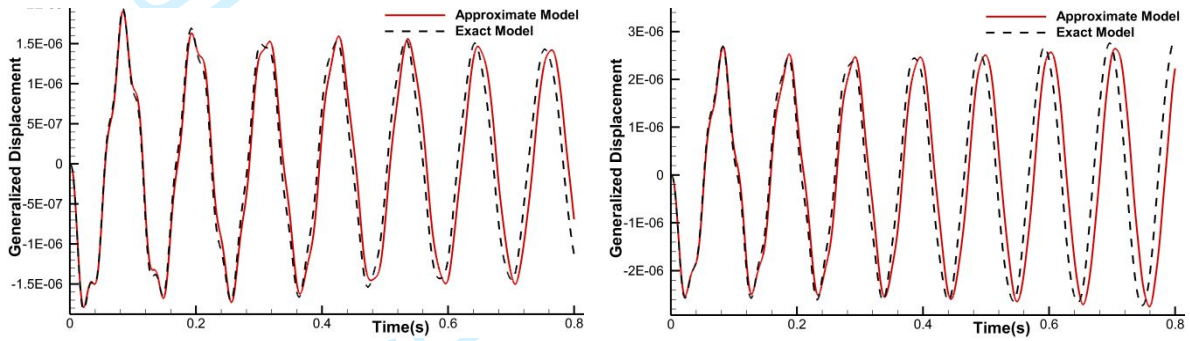 Approximate Model
Exact Model
Generalized Displacement
1.5E-06
1E-06
5E-07
0
-5E-07
-1E-06
-1.5E-06
0
0.2
0.4
0.6
0.8
Time(s)
Approximate Model
Exact Model
Generalized Displacement
3E-06
2E-06
1E-06
0
-1E-06
-2E-06
0
0.2
0.4
0.6
0.8
Time(s)